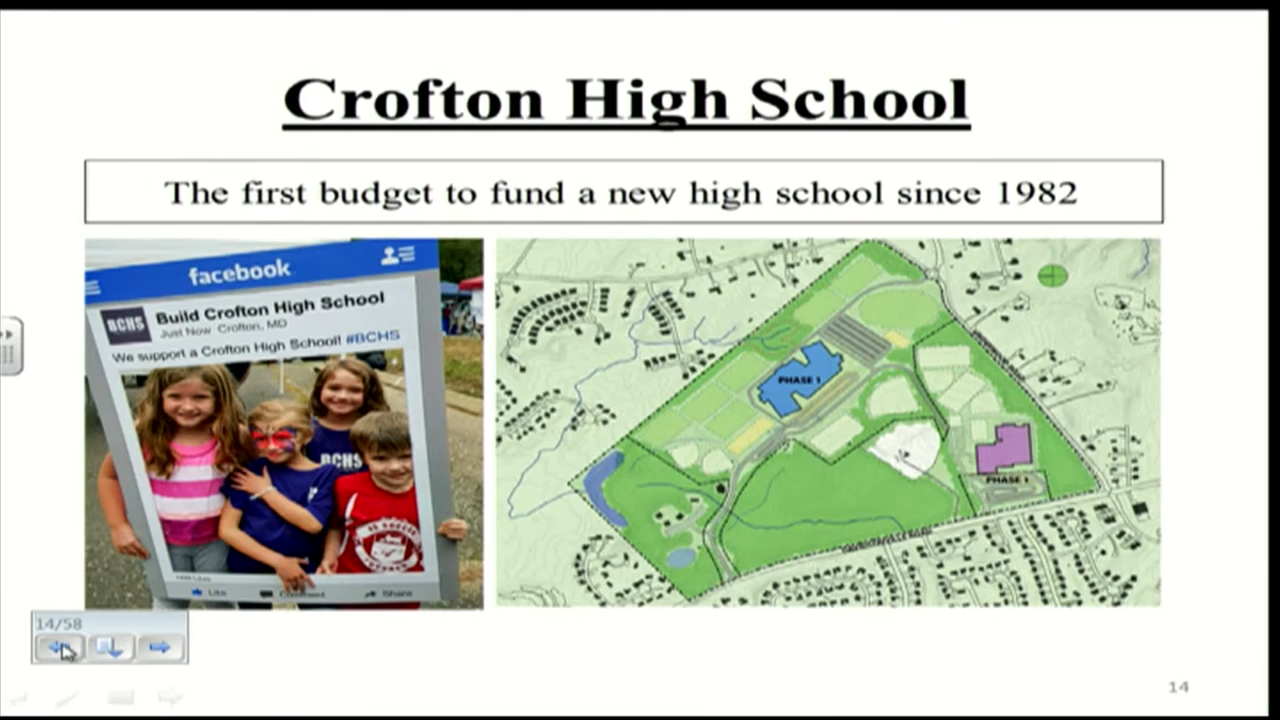 Crofton High School
The first budget to fund a new high school since 1982
facebook
BCHS
Build Crofton High School
Just Now Crofton, MD
We support a Crofton High School! #BCHS
BCHS
Like
Comment
Share
PHASE 1
PHASE
14/58
14